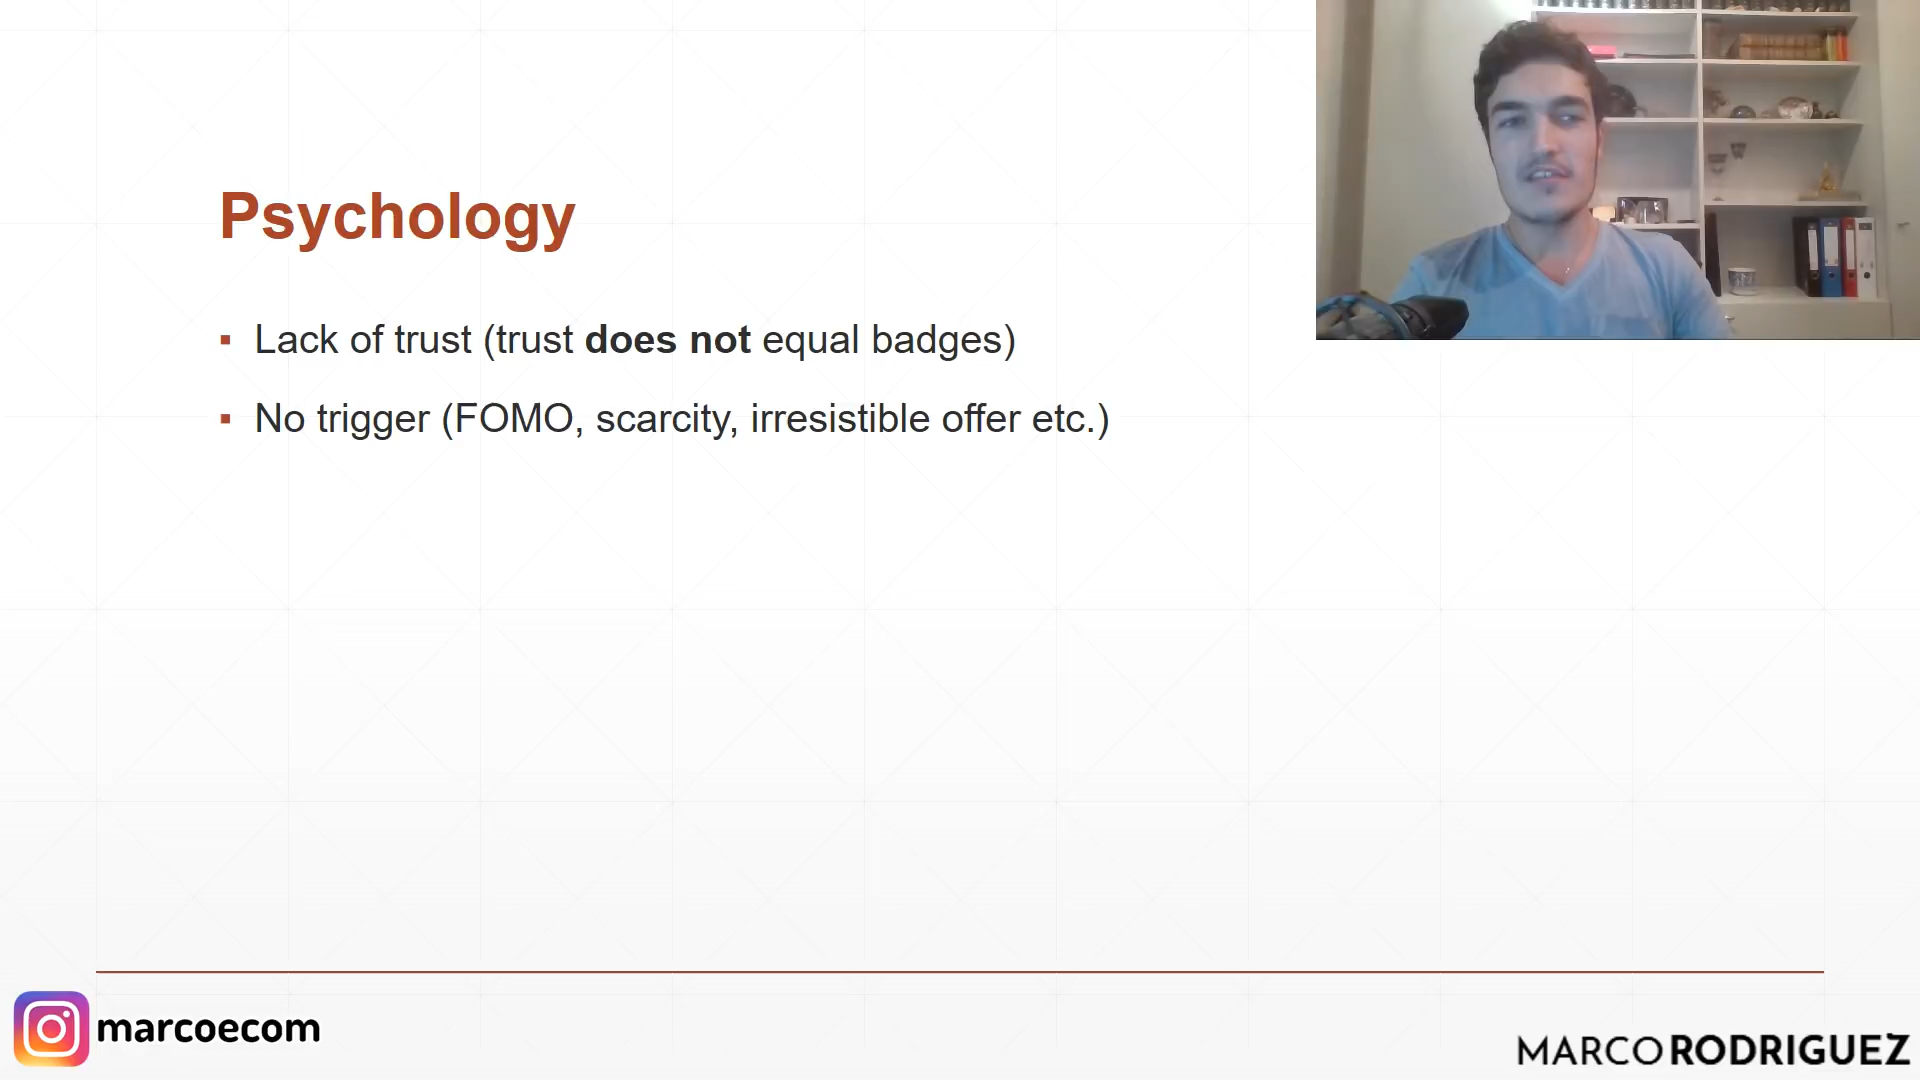 Psychology
▪ Lack of trust (trust does not equal badges)
▪ No trigger (FOMO, scarcity, irresistible offer etc.)
marcoecom
MARCO RODRIGUEZ